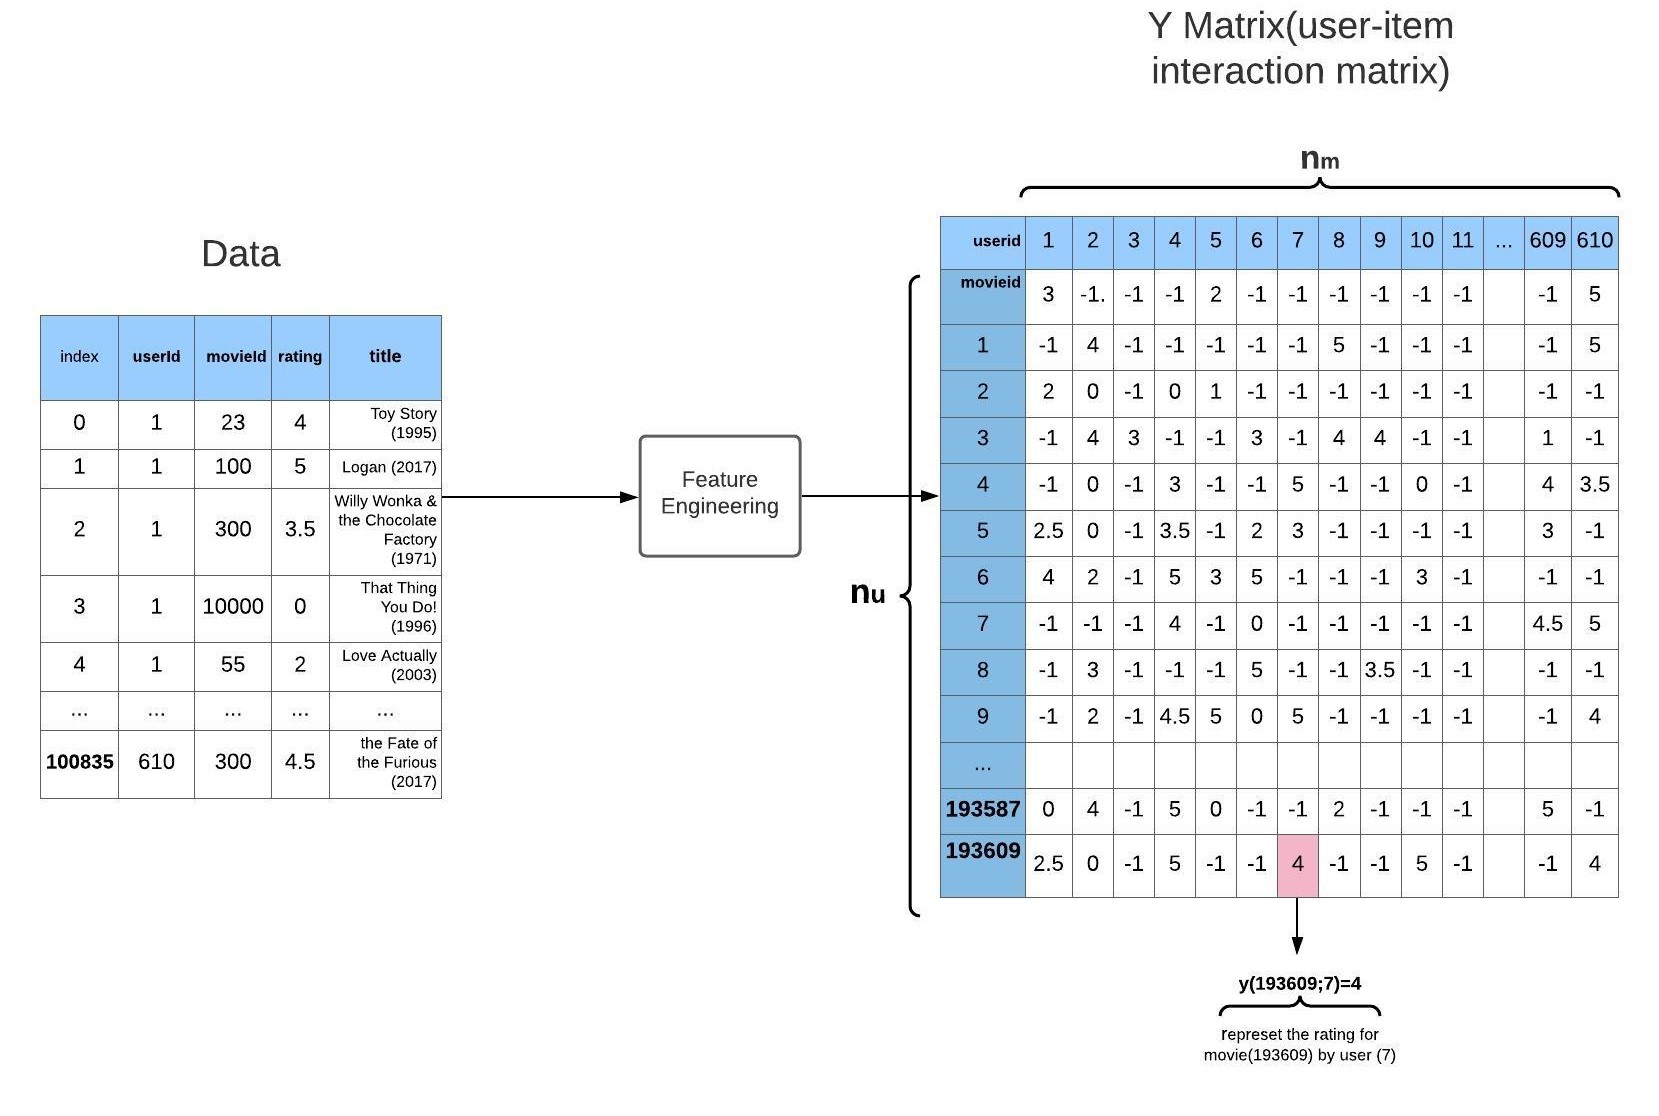 Y Matrix(user-item
interaction matrix)
nm
Data
index userId movieId rating title
0 1 23 4 Toy Story
(1995)
1 1 100 5 Logan (2017)
2 1 300 3.5 Willy Wonka &
the Chocolate
Factory
(1971)
3 1 10000 0 That Thing
You Do!
(1996)
4 1 55 2 Love Actually
(2003)
... ... ... ... ...
100835 610 300 4.5 the Fate of
the Furious
(2017)
Feature
Engineering
nu
userid 1 2 3 4 5 6 7 8 9 10 11 ... 609 610
movieid 3 -1. -1 -1 2 -1 -1 -1 -1 -1 -1 -1 5
1 -1 4 -1 -1 -1 -1 -1 5 -1 -1 -1 -1 5
2 2 0 -1 0 1 -1 -1 -1 -1 -1 -1 -1 -1
3 -1 4 3 -1 -1 3 -1 4 4 -1 -1 1 -1
4 -1 0 -1 3 -1 -1 5 -1 -1 0 -1 4 3.5
5 2.5 0 -1 3.5 -1 2 3 -1 -1 -1 -1 3 -1
6 4 2 -1 5 3 5 -1 -1 -1 3 -1 -1 -1
7 -1 -1 -1 4 -1 0 -1 -1 -1 -1 -1 4.5 5
8 -1 3 -1 -1 -1 5 -1 -1 3.5 -1 -1 -1 -1
9 -1 2 -1 4.5 5 0 5 -1 -1 -1 -1 -1 4
...
193587 0 4 -1 5 0 -1 -1 2 -1 -1 -1 5 -1
193609 2.5 0 -1 5 -1 -1 4 -1 -1 5 -1 -1 4
y(193609;7)=4
represet the rating for
movie(193609) by user (7)